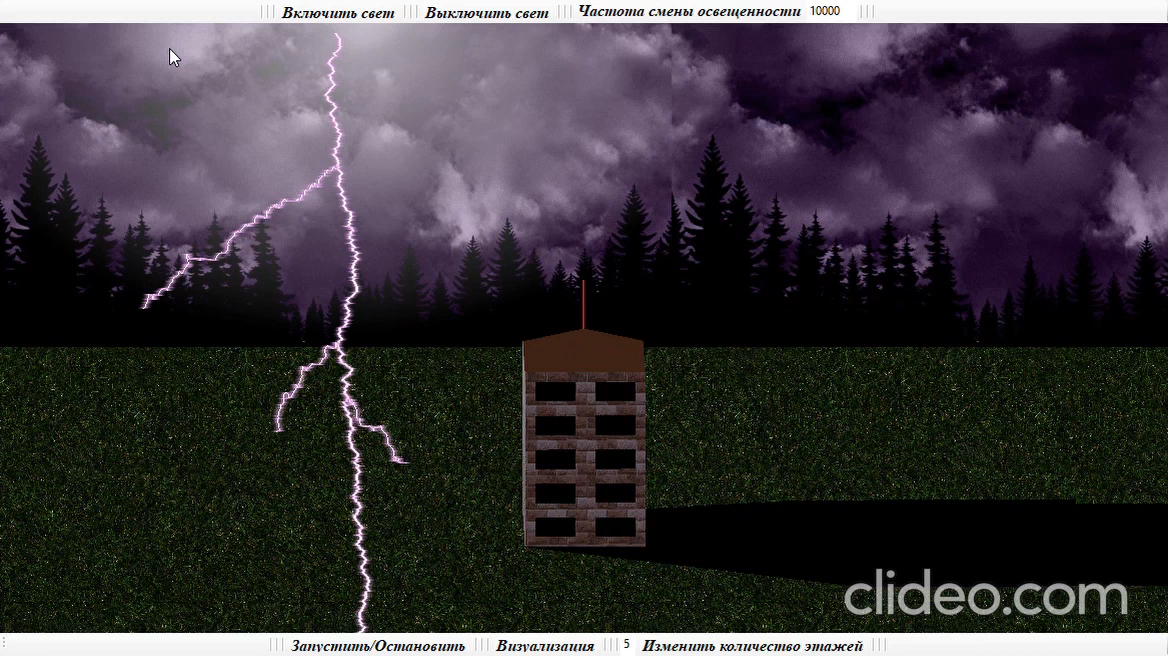 Включить свет Выключить свет Частота смены освещенности 10000
clideo.com
Запустить/Остановить Визуализация 5 Изменить количество этажей